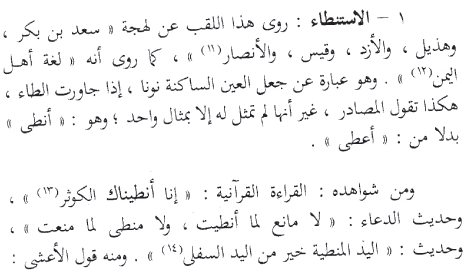 ١ – الاستنطاء : روى هذا اللقب عن لهجة « سعد بن بكر ،
وهذيل ، والأزد ، وقيس ، والأنصار (١١) » ، كما روى أنه « لغة أهل
اليمن (١٢) » . وهو عبارة عن جعل العين الساكنة نونا ، إذا جاورت الطاء ،
هكذا تقول المصادر ، غير أنها لم تمثل له إلا بمثال واحد ؛ وهو : « أنطى »
بدلا من : « أعطى » .
ومن شواهده : القراءة القرآنية : « إنا أنطيناك الكوثر (١٣) » ،
وحديث الدعاء : « لا مانع لما أنطيت ، ولا منطى لما منعت » ،
وحديث : « اليد المنطية خير من اليد السفلى (١٤) » . ومنه قول الأعشى :